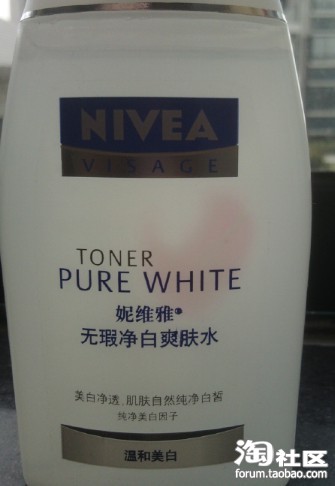 NIVEA
VISAGE
TONER
PURE WHITE
妮维雅®
无瑕净白爽肤水
美白净透,肌肤自然纯净白皙
纯净美白因子
温和美白
淘社区
forum.taobao.com